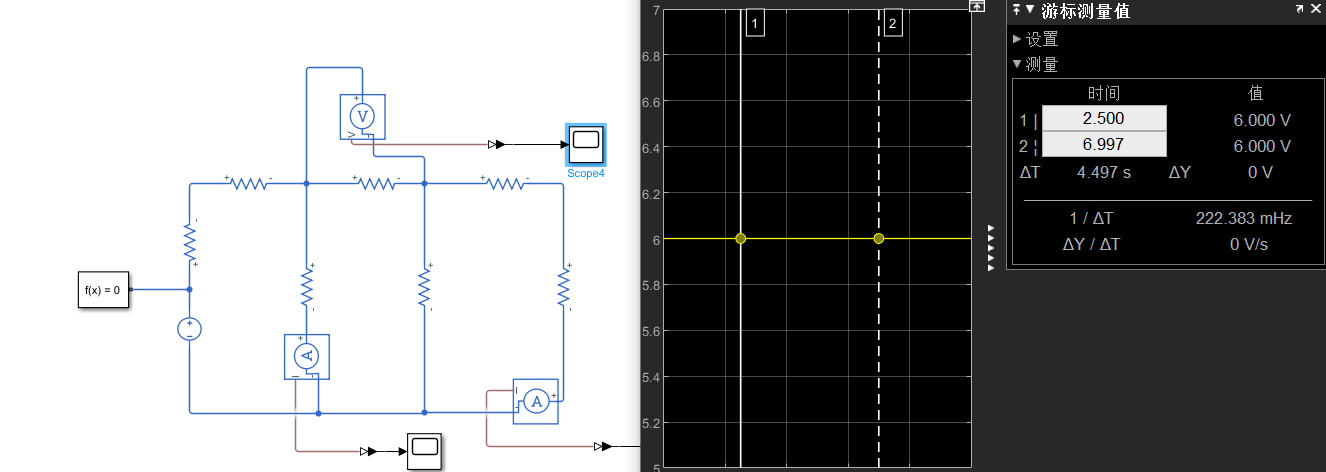 f(x) = 0
+
-
+
-
+
-
+
-
+
-
+
-
+
-
+
V
V
-
+
A
I
-
+
A
I
-
+
−
Scope4
7
6.8
6.6
6.4
6.2
6
5.8
5.6
5.4
5.2
5
1
2
游标测量值
设置
测量
时间 值
1 | 2.500 6.000 V
2 ¦ 6.997 6.000 V
ΔT 4.497 s ΔY 0 V
1 / ΔT 222.383 mHz
ΔY / ΔT 0 V/s